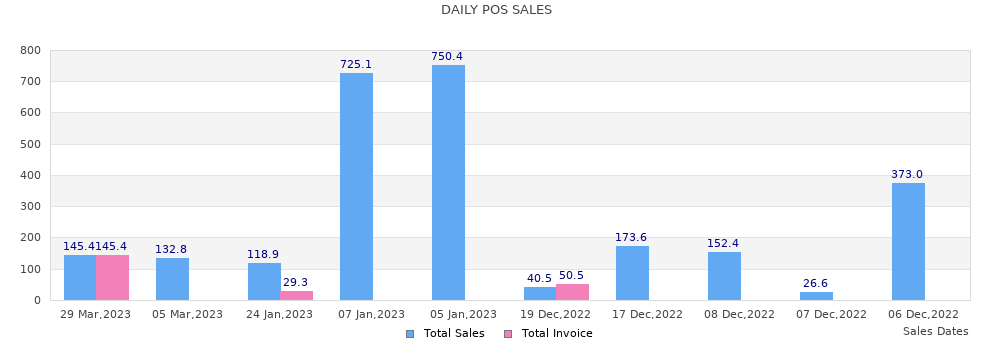 DAILY POS SALES
800
700
600
500
400
300
200
100
0
145.4 145.4 132.8 118.9 29.3 725.1 750.4 40.5 50.5 173.6 152.4 26.6 373.0
29 Mar,2023 05 Mar,2023 24 Jan,2023 07 Jan,2023 05 Jan,2023 19 Dec,2022 17 Dec,2022 08 Dec,2022 07 Dec,2022 06 Dec,2022
Sales Dates
Total Sales Total Invoice